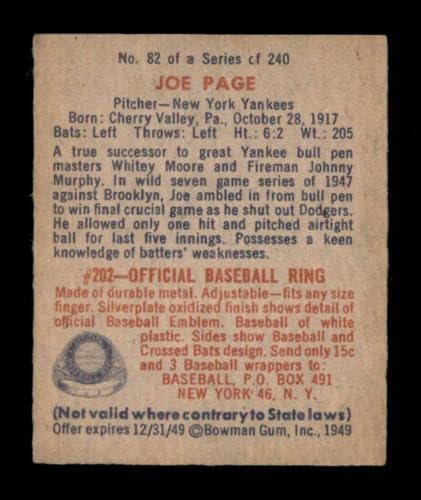 No. 82 of a Series of 240
JOE PAGE
Pitcher—New York Yankees
Born: Cherry Valley, Pa., October 28, 1917
Bats: Left Throws: Left Ht.: 6:2 Wt.: 205
A true successor to great Yankee bull pen
masters Whitey Moore and Fireman Johnny
Murphy. In wild seven game series of 1947
against Brooklyn, Joe ambled in from bull pen
to win final crucial game as he shut out Dodgers.
He allowed only one hit and pitched airtight
ball for last five innings. Possesses a keen
knowledge of batters' weaknesses.
#202—OFFICIAL BASEBALL RING
Made of durable metal. Adjustable—fits any size
finger. Silverplate oxidized finish shows detail of
official Baseball Emblem. Baseball of white
plastic. Sides show Baseball and
Crossed Bats design. Send only 15c
and 3 Baseball wrappers to:
BASEBALL, P.O. BOX 491
NEW YORK 46, N. Y.
(Not valid where contrary to State laws)
Offer expires 12/31/49 ©Bowman Gum, Inc., 1949